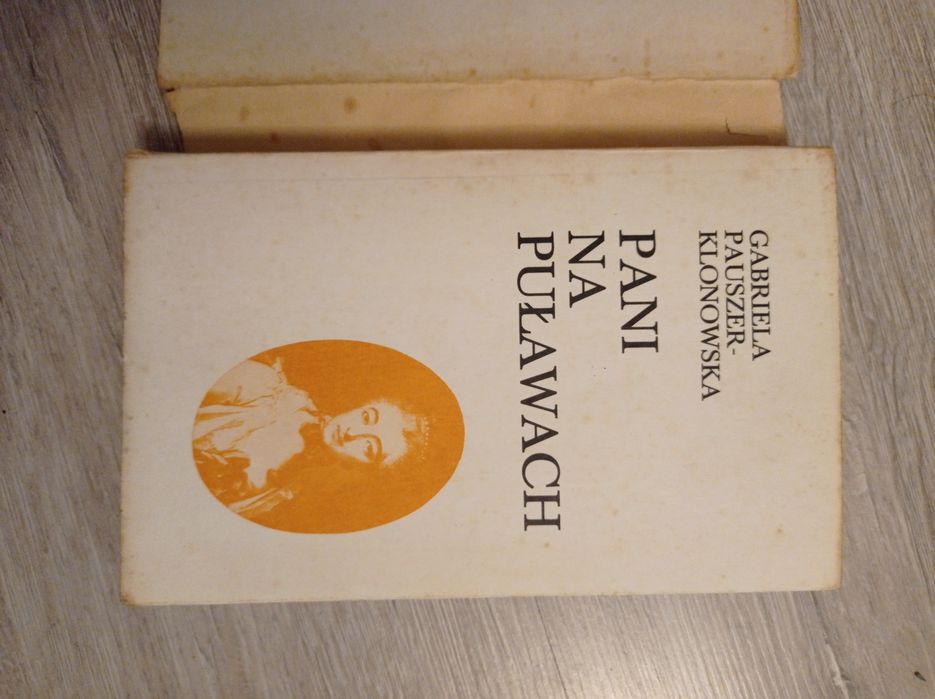 GABRIELA
PAUSZER-
KLONOWSKA
PANI
NA
PUŁAWACH